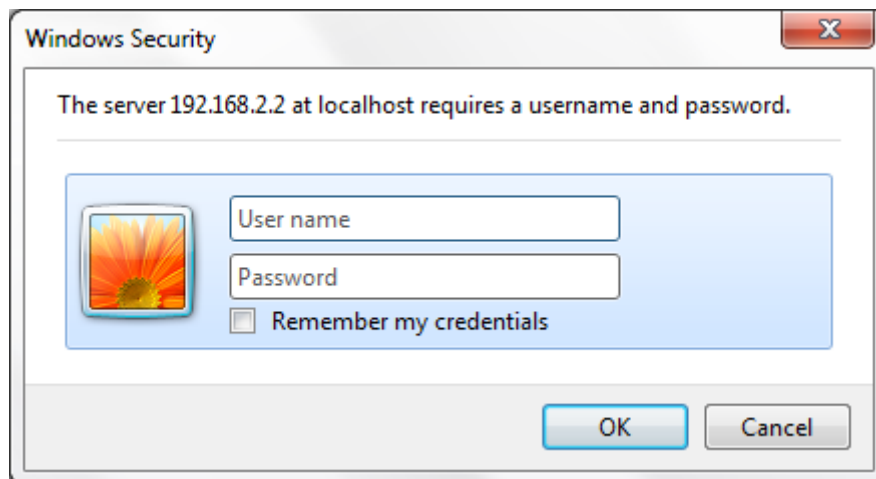 Windows Security
The server 192.168.2.2 at localhost requires a username and password.
User name
Password
Remember my credentials
OK
Cancel